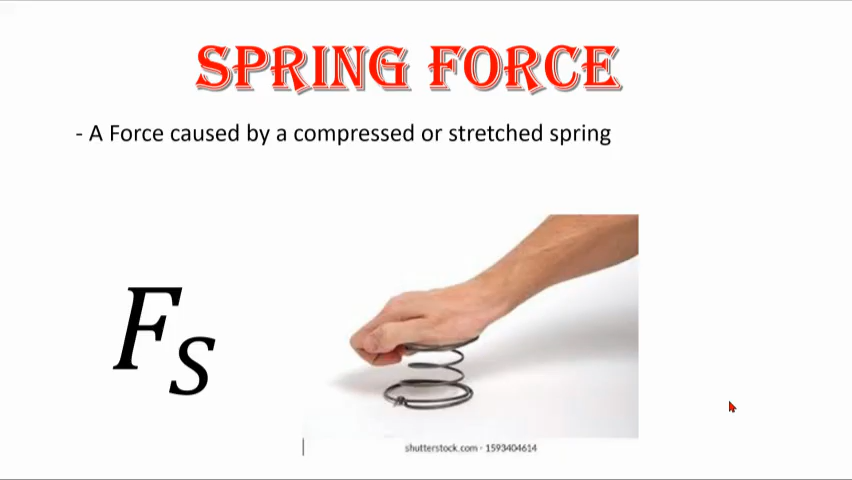 SPRING FORCE
- A Force caused by a compressed or stretched spring
F_S
shutterstock.com · 1593404614